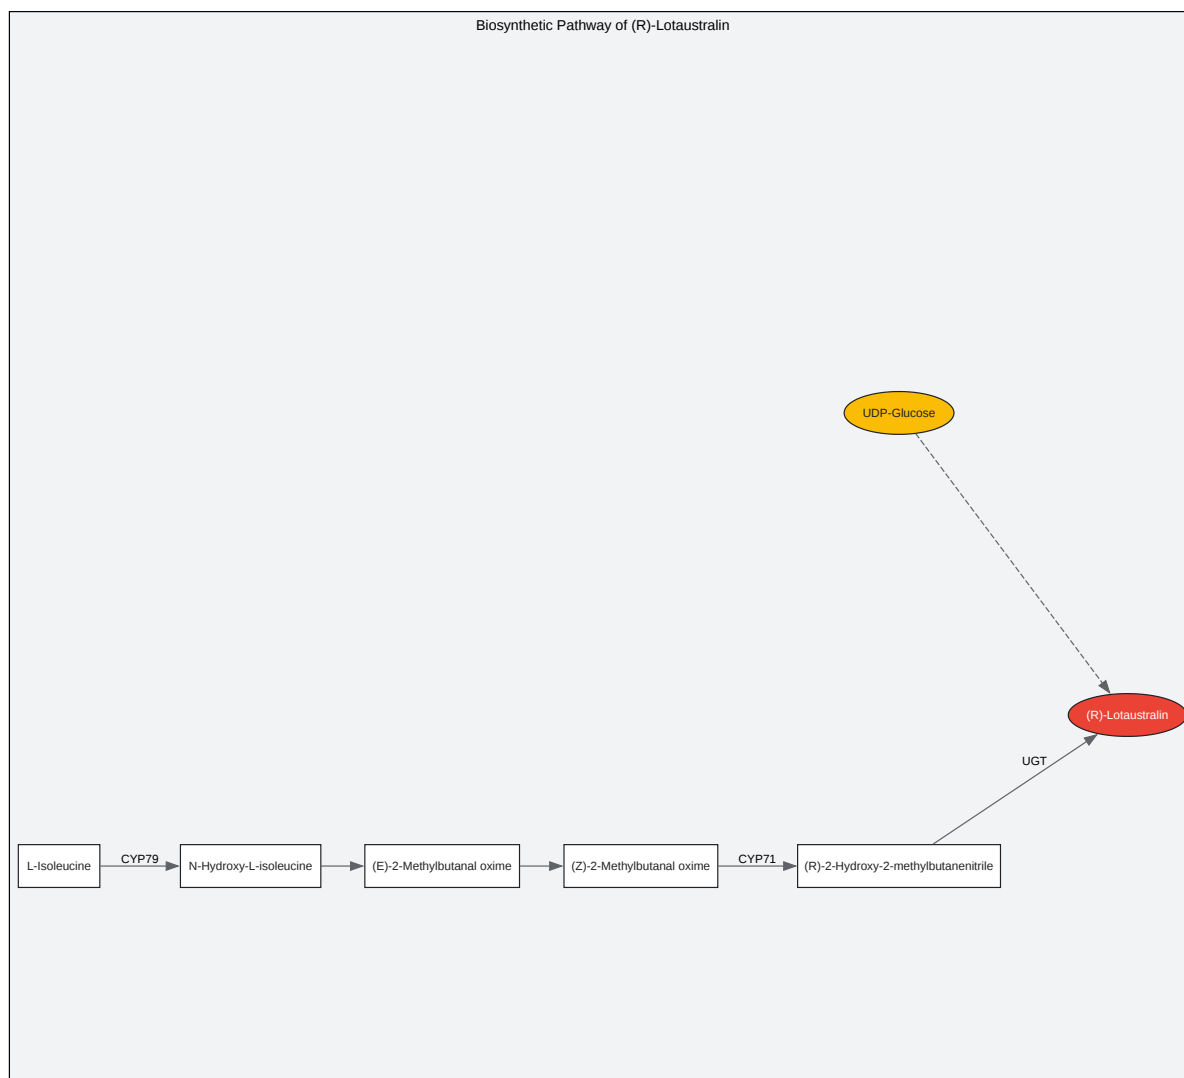 Biosynthetic Pathway of (R)-Lotaustralin
UDP-Glucose
(R)-Lotaustralin
UGT
L-Isoleucine
CYP79
N-Hydroxy-L-isoleucine
(E)-2-Methylbutanal oxime
(Z)-2-Methylbutanal oxime
CYP71
(R)-2-Hydroxy-2-methylbutanenitrile